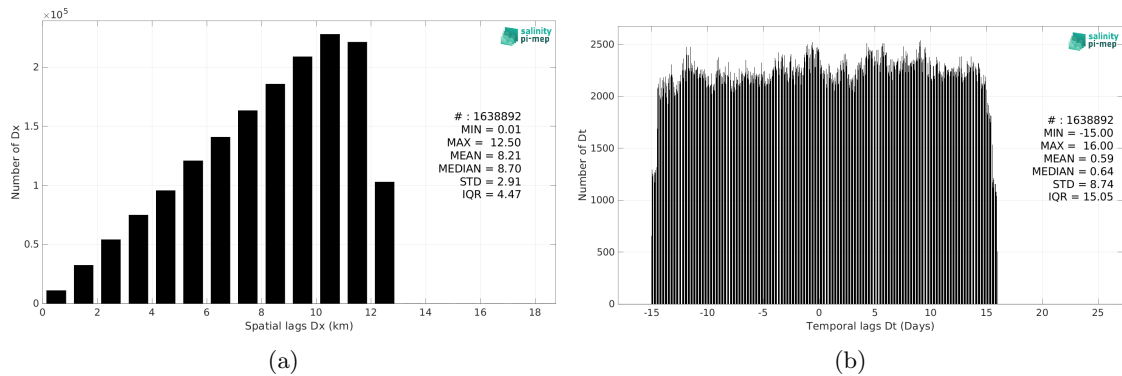 ×10^5
salinity
pi-mep
# : 1638892
MIN = 0.01
MAX = 12.50
MEAN = 8.21
MEDIAN = 8.70
STD = 2.91
IQR = 4.47
Number of Dx
2
1.5
1
0.5
0
0 2 4 6 8 10 12 14 16 18
Spatial lags Dx (km)
(a)
salinity
pi-mep
# : 1638892
MIN = -15.00
MAX = 16.00
MEAN = 0.59
MEDIAN = 0.64
STD = 8.74
IQR = 15.05
Number of Dt
2500
2000
1500
1000
500
0
-15 -10 -5 0 5 10 15 20 25
Temporal lags Dt (Days)
(b)